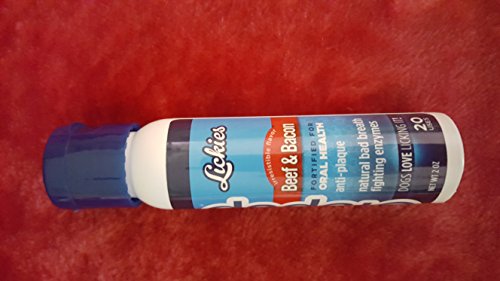 Lickies
irresistible flavor
Beef & Bacon
FORTIFIED FOR
ORAL HEALTH
anti-plaque
natural bad breath
fighting enzymes
DOGS LOVE LICKING IT!
20
USES
NET WT 2 OZ